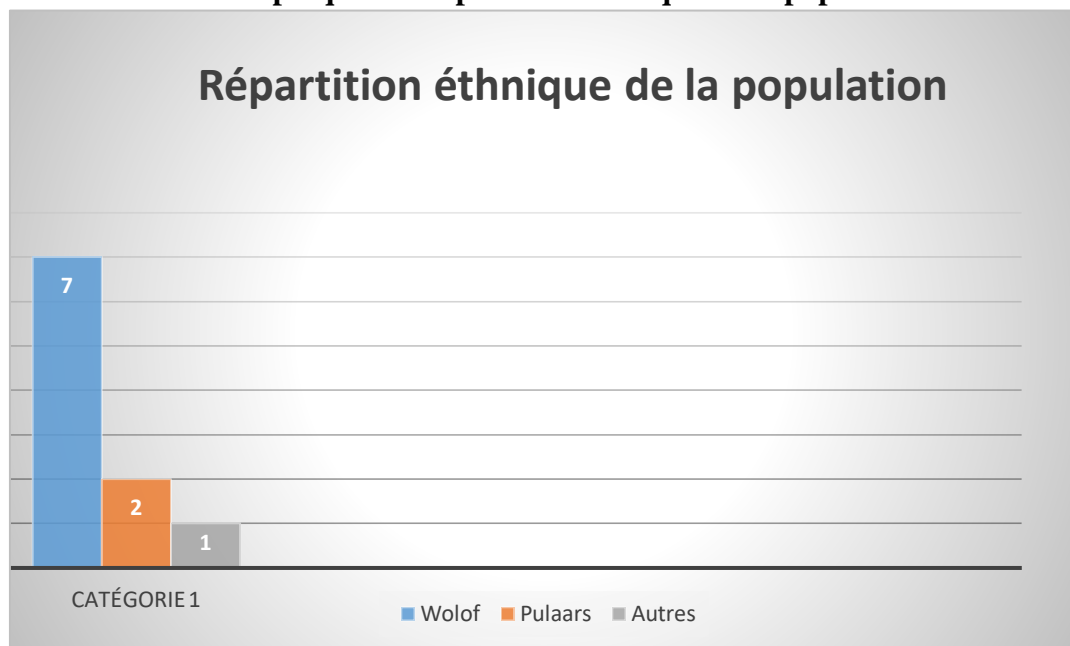 Répartition éthnique de la population
7
2
1
CATÉGORIE 1
Wolof Pulaars Autres